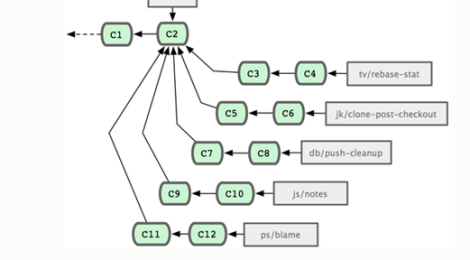 C1 C2
C3 C4 tv/rebase-stat
C5 C6 jk/clone-post-checkout
C7 C8 db/push-cleanup
C9 C10 js/notes
C11 C12 ps/blame